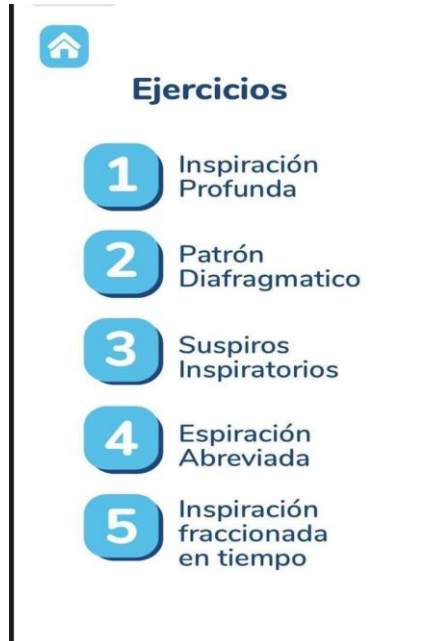 Ejercicios
1 Inspiración
Profunda
2 Patrón
Diafragmatico
3 Suspiros
Inspiratorios
4 Espiración
Abreviada
5 Inspiración
fraccionada
en tiempo